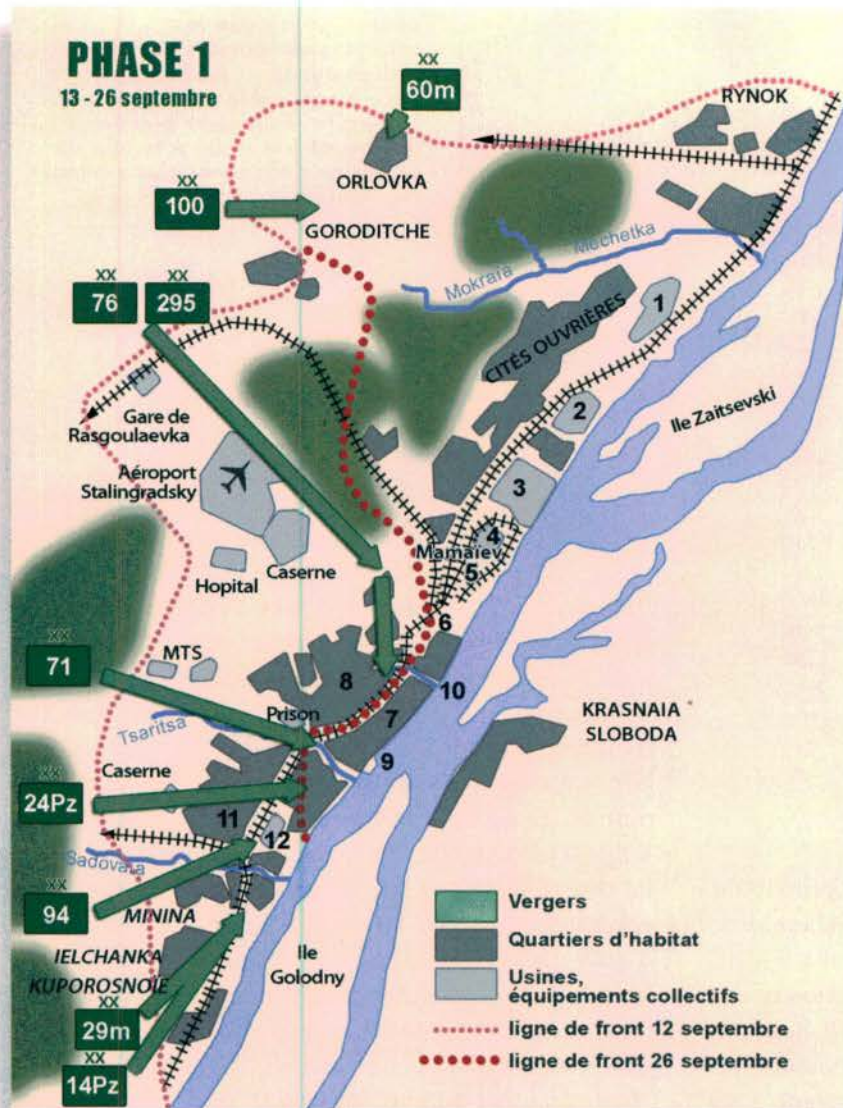 PHASE 1
13 - 26 septembre
XX
60m
RYNOK
ORLOVKA
XX
100
GORODITCHE
Mokraïa
Mechetka
XX XX
76 295
1
CITÉS OUVRIÈRES
2
Ile Zaitsevski
Gare de
Rasgoulaevka
Aéroport
Stalingradsky
3
4
Mamaïev
5
Hopital
Caserne
6
XX
71
MTS
8
10
7
KRASNAIA
SLOBODA
Prison
Tsaritsa
9
XX
24Pz
Caserne
11
12
Sadovaïa
XX
94
MININA
IELCHANKA
KUPOROSNOÏE
Ile
Golodny
XX
29m
XX
14Pz
Vergers
Quartiers d'habitat
Usines,
équipements collectifs
ligne de front 12 septembre
ligne de front 26 septembre